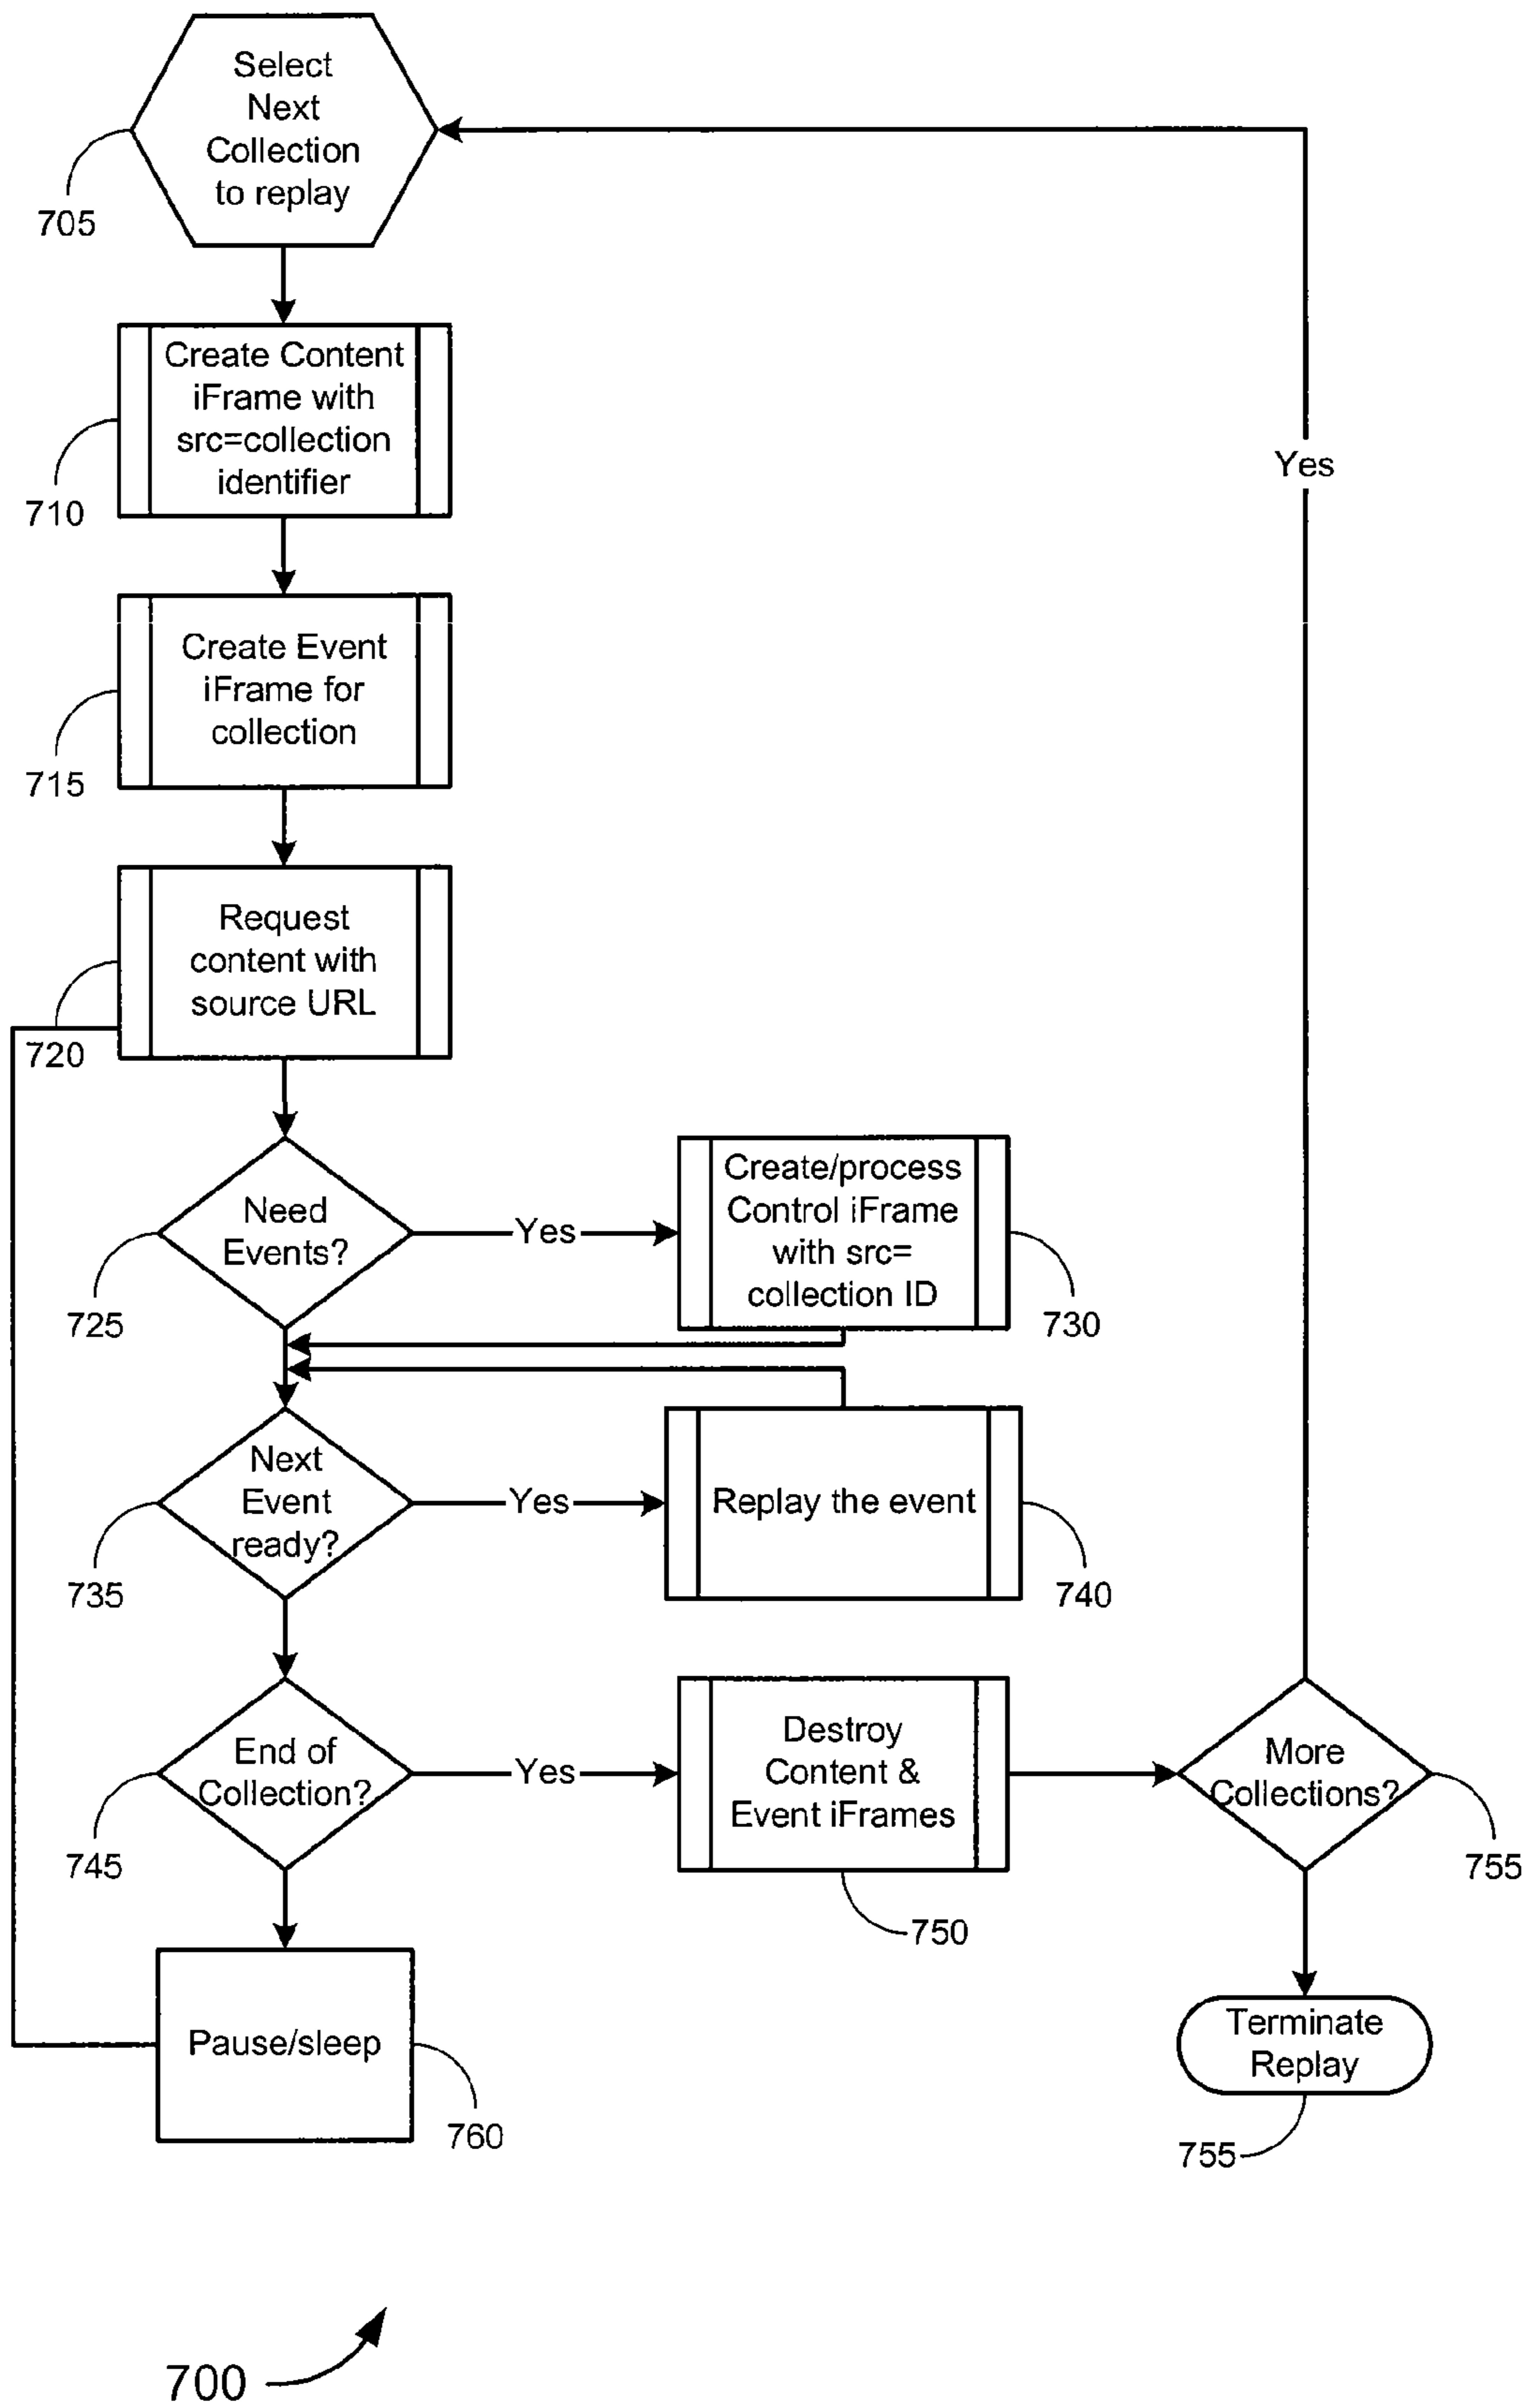 Select
Next
Collection
to replay
705
Create Content
iFrame with
src=collection
identifier
710
Yes
Create Event
iFrame for
collection
715
Request
content with
source URL
720
Need
Events?
725
Yes
Create/process
Control iFrame
with src=
collection ID
730
Next
Event
ready?
735
Yes
Replay the event
740
End of
Collection?
745
Yes
Destroy
Content &
Event iFrames
750
More
Collections?
755
Pause/sleep
760
Terminate
Replay
755
700